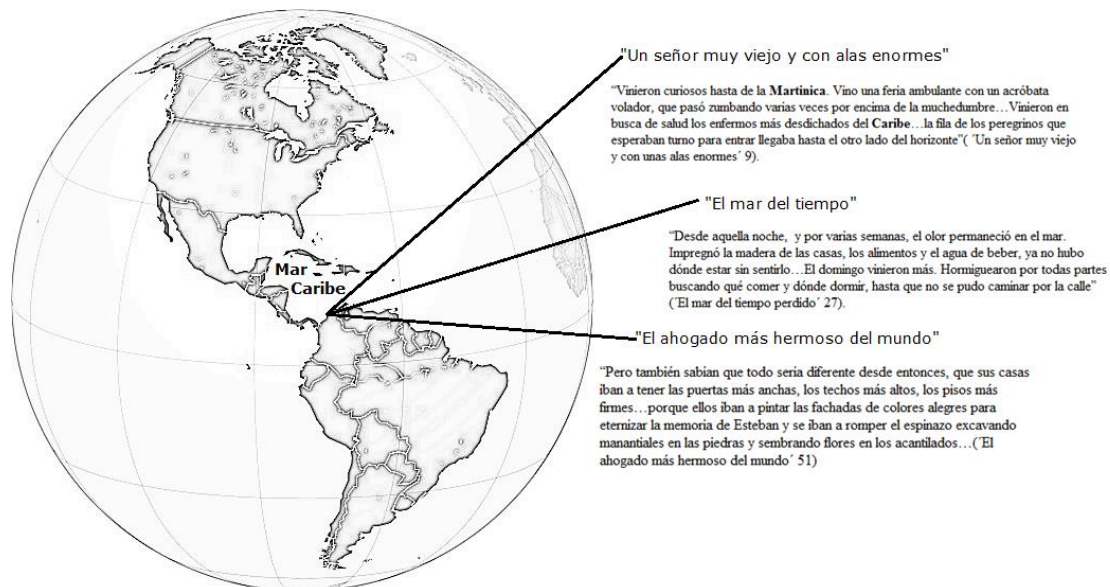 "Un señor muy viejo y con alas enormes"
"Vinieron curiosos hasta de la Martinica. Vino una feria ambulante con un acróbata
volador, que pasó zumbando varias veces por encima de la muchedumbre…Vinieron en
busca de salud los enfermos más desdichados del Caribe…la fila de los peregrinos que
esperaban turno para entrar llegaba hasta el otro lado del horizonte"( ´Un señor muy viejo
y con unas alas enormes´ 9).
"El mar del tiempo"
"Desde aquella noche, y por varias semanas, el olor permaneció en el mar.
Impregnó la madera de las casas, los alimentos y el agua de beber, ya no hubo
dónde estar sin sentirlo…El domingo vinieron más. Hormiguearon por todas partes
buscando qué comer y dónde dormir, hasta que no se pudo caminar por la calle"
(´El mar del tiempo perdido´ 27).
Mar
Caribe
"El ahogado más hermoso del mundo"
"Pero también sabian que todo seria diferente desde entonces, que sus casas
iban a tener las puertas más anchas, los techos más altos, los pisos más
firmes…porque ellos iban a pintar las fachadas de colores alegres para
eternizar la memoria de Esteban y se iban a romper el espinazo excavando
manantiales en las piedras y sembrando flores en los acantilados…(´El
ahogado más hermoso del mundo´ 51)